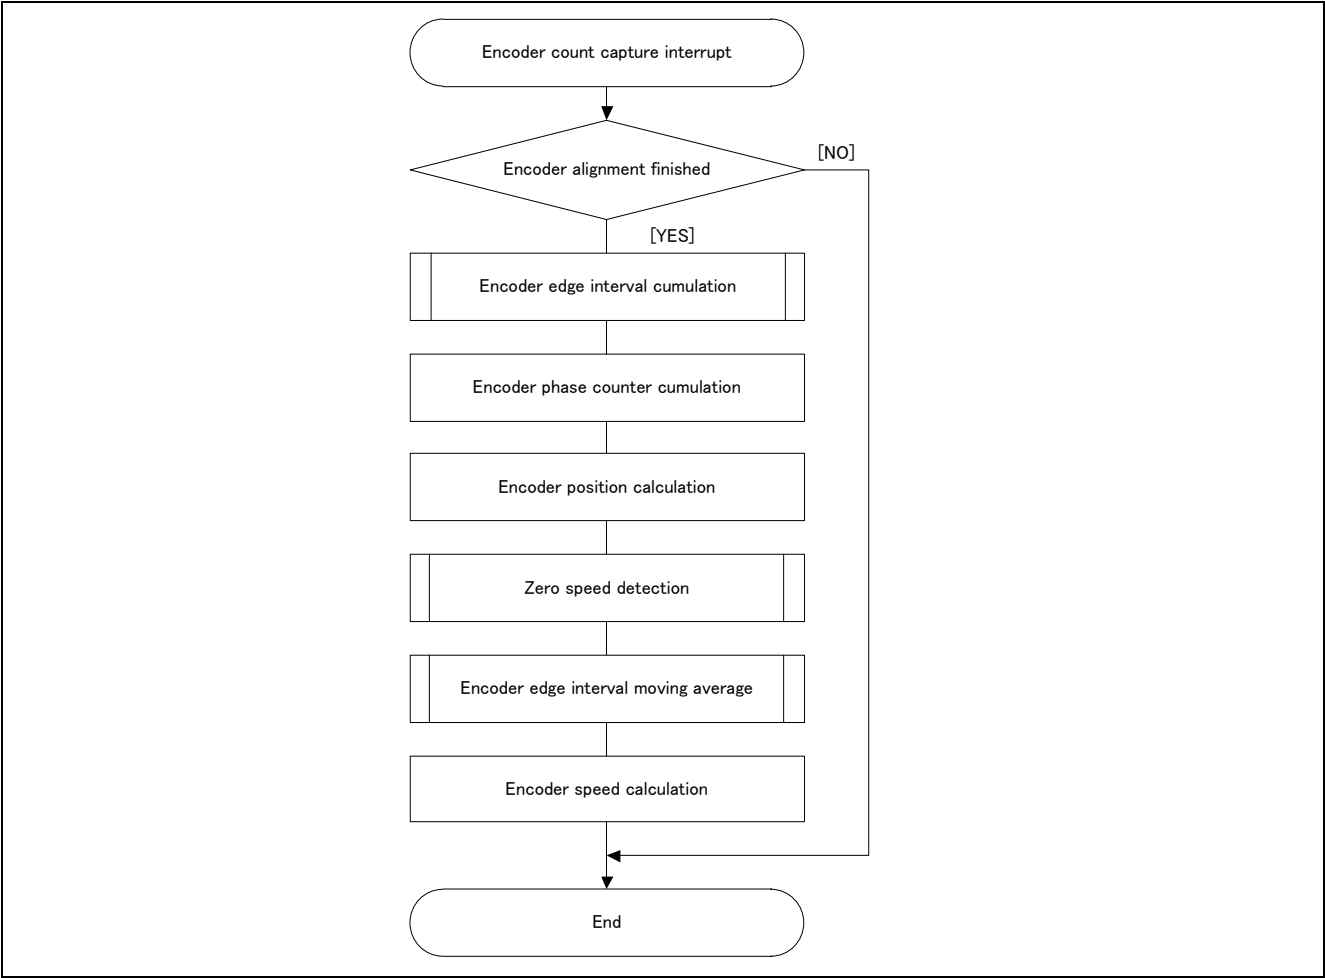 Encoder count capture interrupt
Encoder alignment finished
[NO]
[YES]
Encoder edge interval cumulation
Encoder phase counter cumulation
Encoder position calculation
Zero speed detection
Encoder edge interval moving average
Encoder speed calculation
End